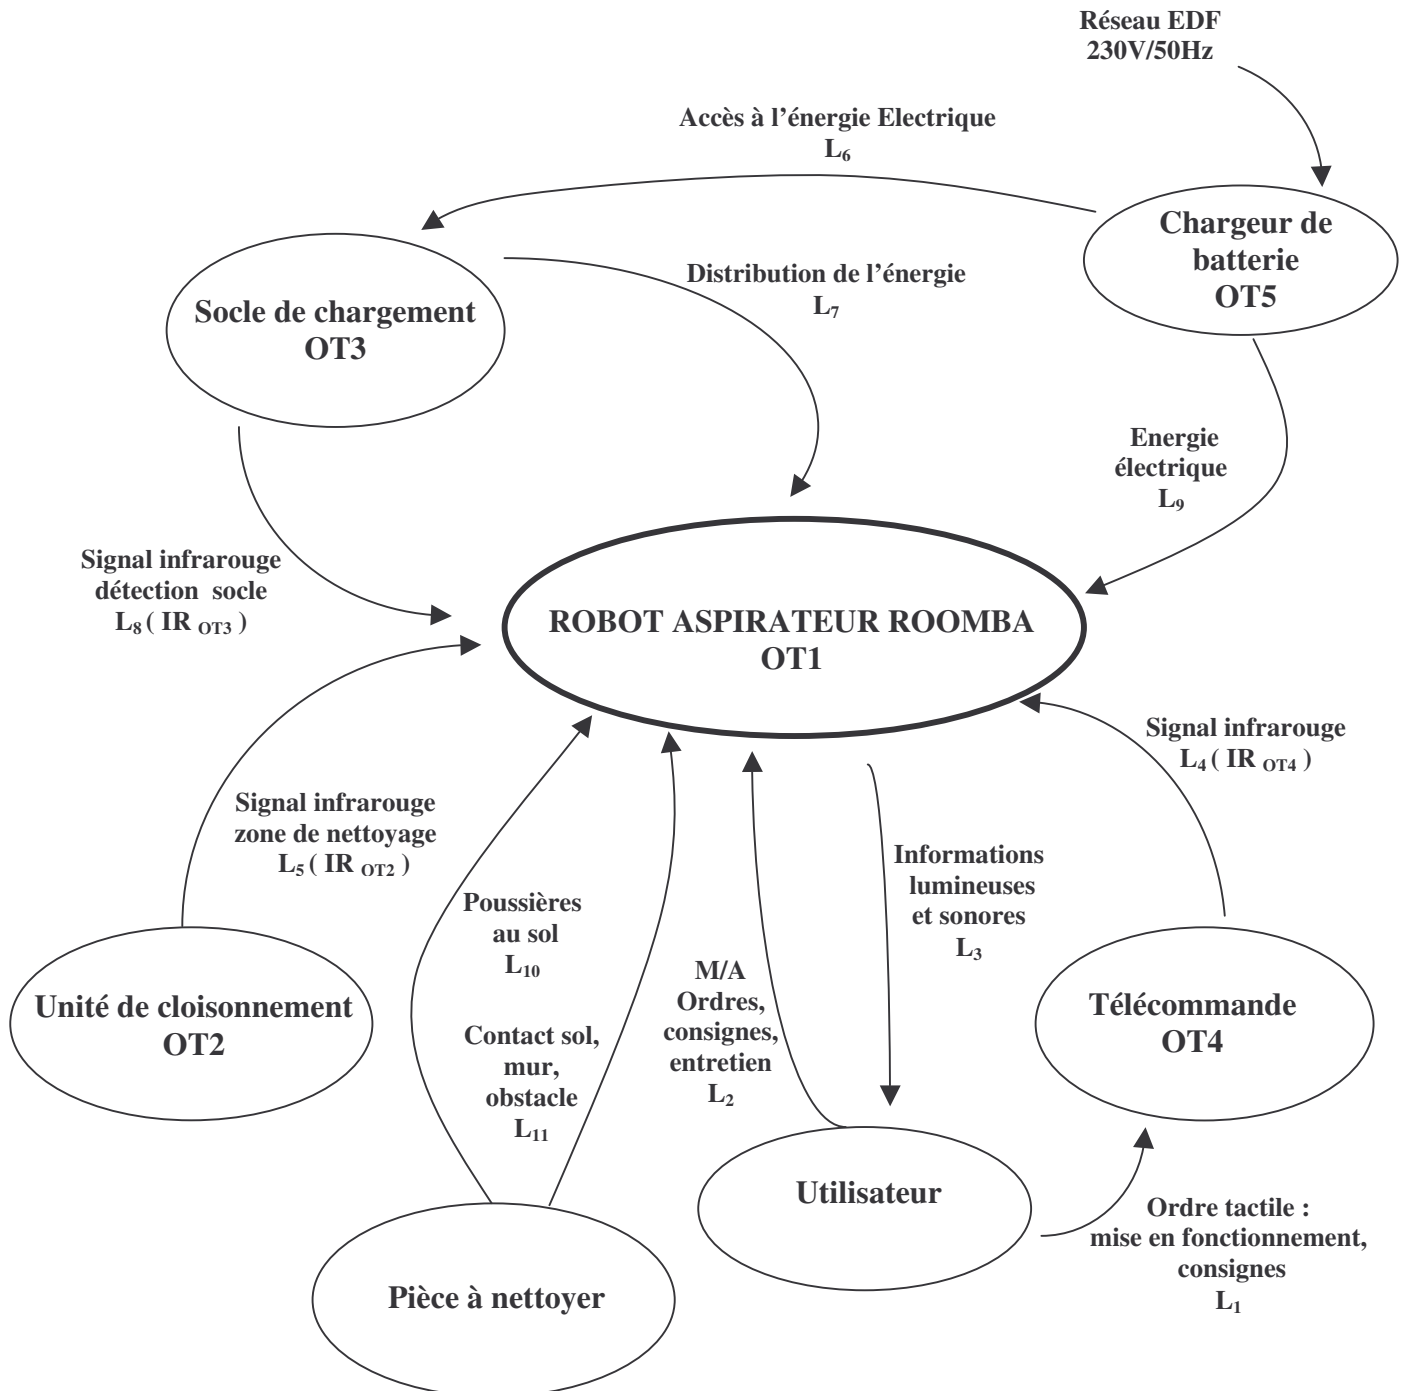 Réseau EDF
230V/50Hz
Accès à l’énergie Electrique
L6
Chargeur de
batterie
OT5
Distribution de l’énergie
L7
Socle de chargement
OT3
Energie
électrique
L9
Signal infrarouge
détection socle
L8 ( IR OT3 )
ROBOT ASPIRATEUR ROOMBA
OT1
Signal infrarouge
L4 ( IR OT4 )
Signal infrarouge
zone de nettoyage
L5 ( IR OT2 )
Informations
lumineuses
et sonores
L3
Poussières
au sol
L10
M/A
Ordres,
consignes,
entretien
L2
Unité de cloisonnement
OT2
Télécommande
OT4
Contact sol,
mur,
obstacle
L11
Utilisateur
Ordre tactile :
mise en fonctionnement,
consignes
L1
Pièce à nettoyer